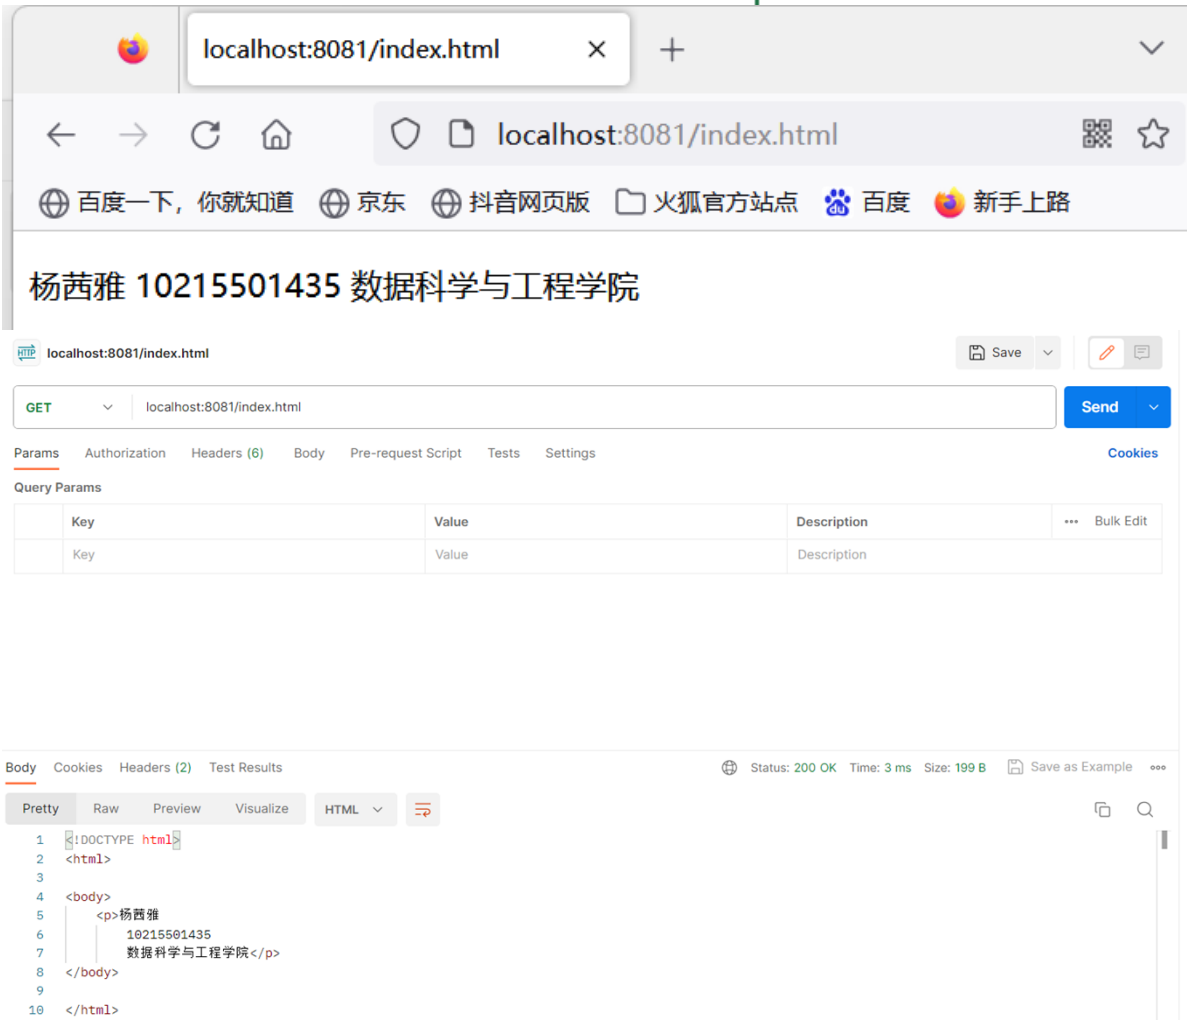 localhost:8081/index.html
localhost:8081/index.html
百度一下，你就知道 京东 抖音网页版 火狐官方站点 百度 新手上路
杨茜雅 10215501435 数据科学与工程学院
HTTP localhost:8081/index.html Save
GET localhost:8081/index.html Send
Params Authorization Headers (6) Body Pre-request Script Tests Settings Cookies
Query Params
Key Value Description Bulk Edit
Key Value Description
Body Cookies Headers (2) Test Results Status: 200 OK Time: 3 ms Size: 199 B Save as Example
Pretty Raw Preview Visualize HTML
1 <!DOCTYPE html>
2 <html>
3
4 <body>
5 <p>杨茜雅
6 10215501435
7 数据科学与工程学院</p>
8 </body>
9
10 </html>